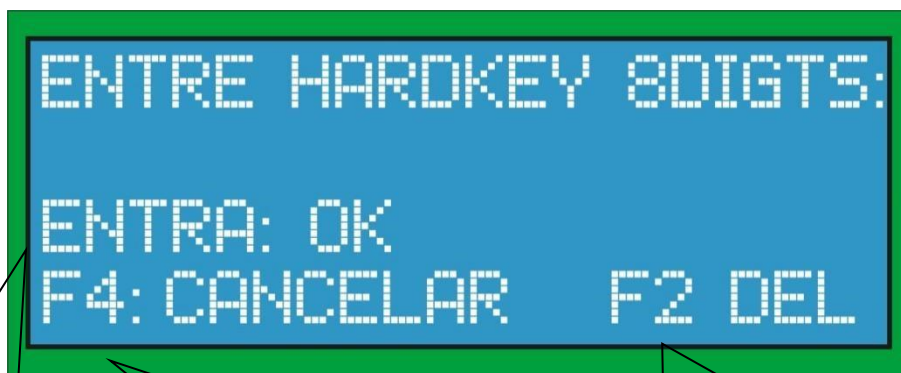 ENTRE HARDKEY 8DIGTS:
ENTRA: OK
F4: CANCELAR F2 DEL